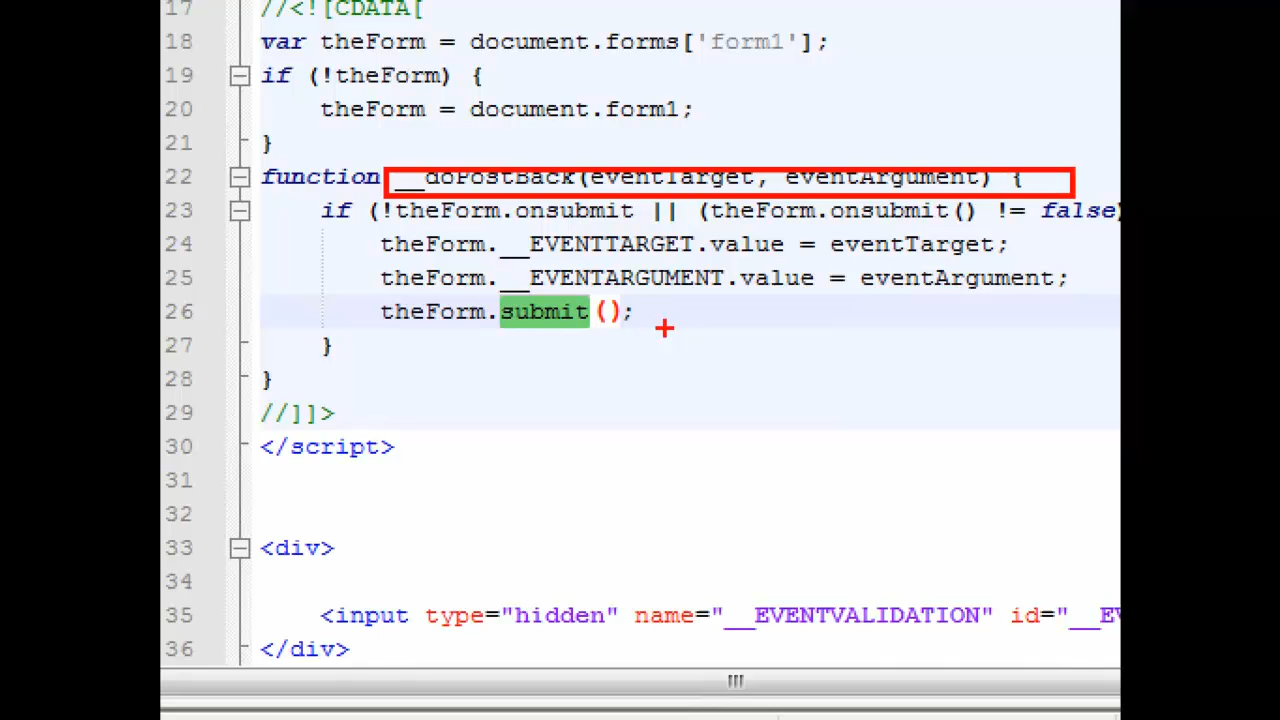 17 //<![CDATA[
18 var theForm = document.forms['form1'];
19 if (!theForm) {
20 theForm = document.form1;
21 }
22 function __doPostBack(eventTarget, eventArgument) {
23 if (!theForm.onsubmit || (theForm.onsubmit() != false)
24 theForm.__EVENTTARGET.value = eventTarget;
25 theForm.__EVENTARGUMENT.value = eventArgument;
26 theForm.submit();
27 }
28 }
29 //]]>
30 </script>
31
32
33 <div>
34
35 <input type="hidden" name="__EVENTVALIDATION" id="__EV
36 </div>